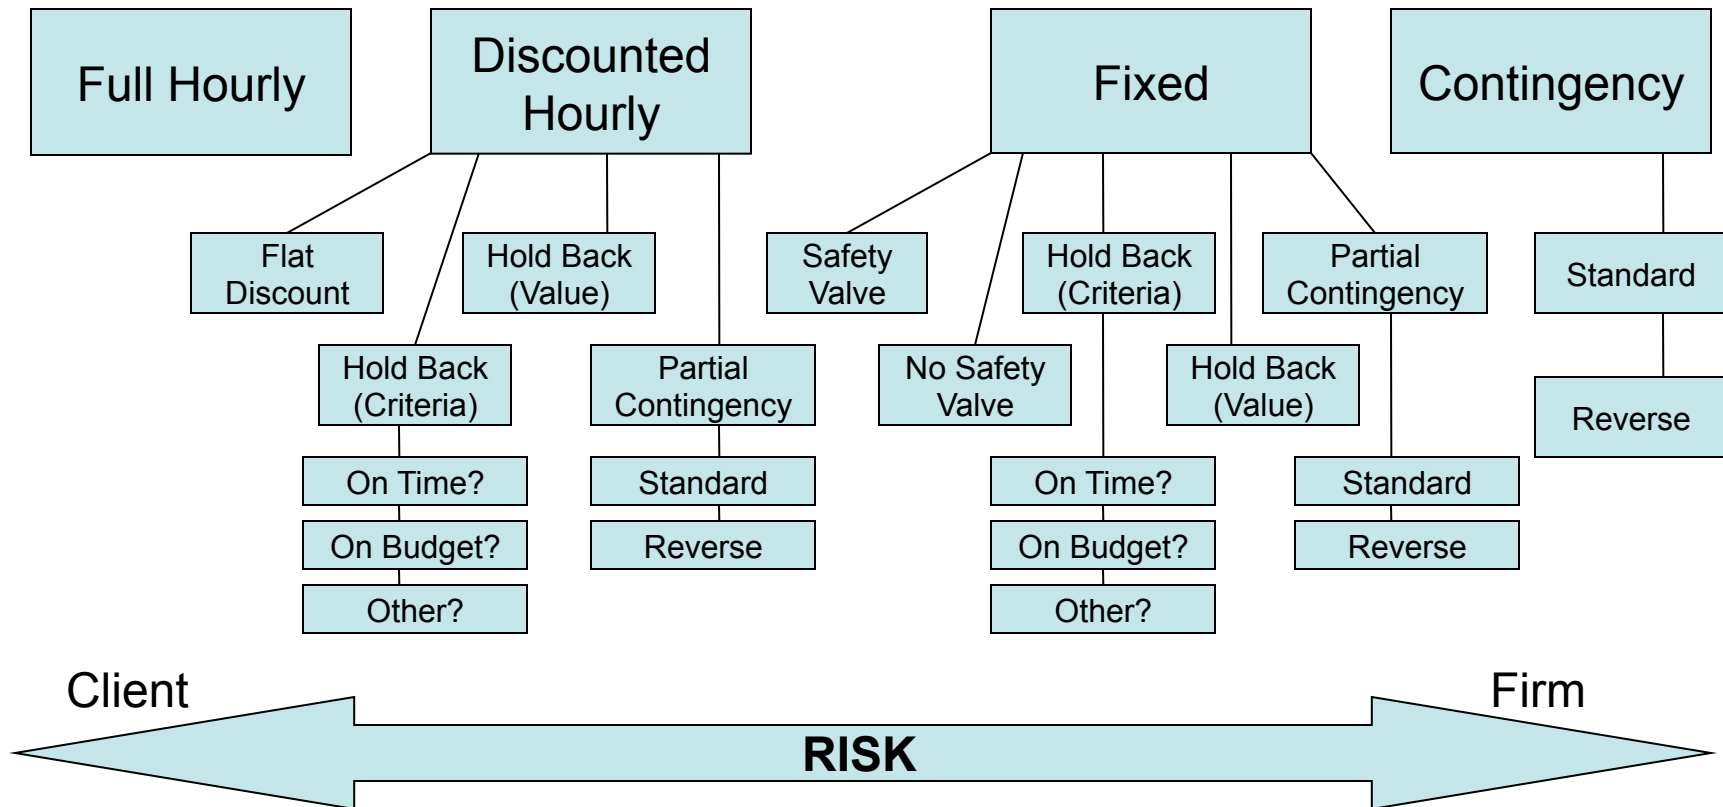 Full Hourly
Discounted
Hourly
Fixed
Contingency
Flat
Discount
Hold Back
(Value)
Safety
Valve
Hold Back
(Criteria)
Partial
Contingency
Standard
Hold Back
(Criteria)
Partial
Contingency
No Safety
Valve
Hold Back
(Value)
Reverse
On Time?
Standard
On Time?
Standard
On Budget?
Reverse
On Budget?
Reverse
Other?
Other?
Client
Firm
RISK